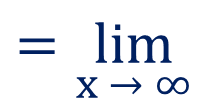 = lim
x → ∞